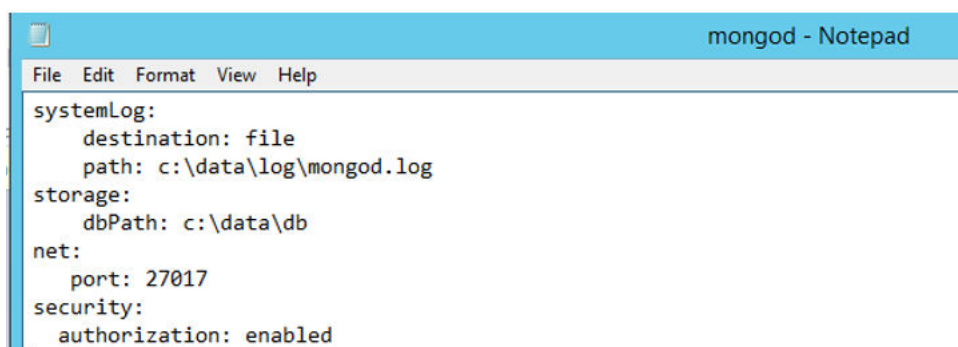 mongod - Notepad
File Edit Format View Help
systemLog:
    destination: file
    path: c:\data\log\mongod.log
storage:
    dbPath: c:\data\db
net:
   port: 27017
security:
  authorization: enabled